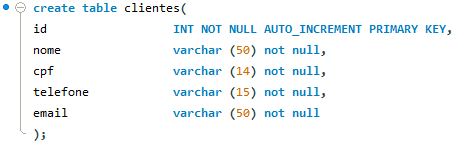 create table clientes(
id INT NOT NULL AUTO_INCREMENT PRIMARY KEY,
nome varchar (50) not null,
cpf varchar (14) not null,
telefone varchar (15) not null,
email varchar (50) not null
);